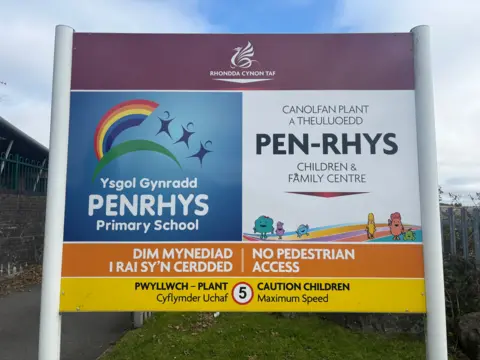 RHONDDA CYNON TAF
Ysgol Gynradd
PENRHYS
Primary School
CANOLFAN PLANT
A THEULUOEDD
PEN-RHYS
CHILDREN &
FAMILY CENTRE
DIM MYNEDIAD
I RAI SY'N CERDDED
NO PEDESTRIAN
ACCESS
PWYLLWCH – PLANT
Cyflymder Uchaf
5
CAUTION CHILDREN
Maximum Speed